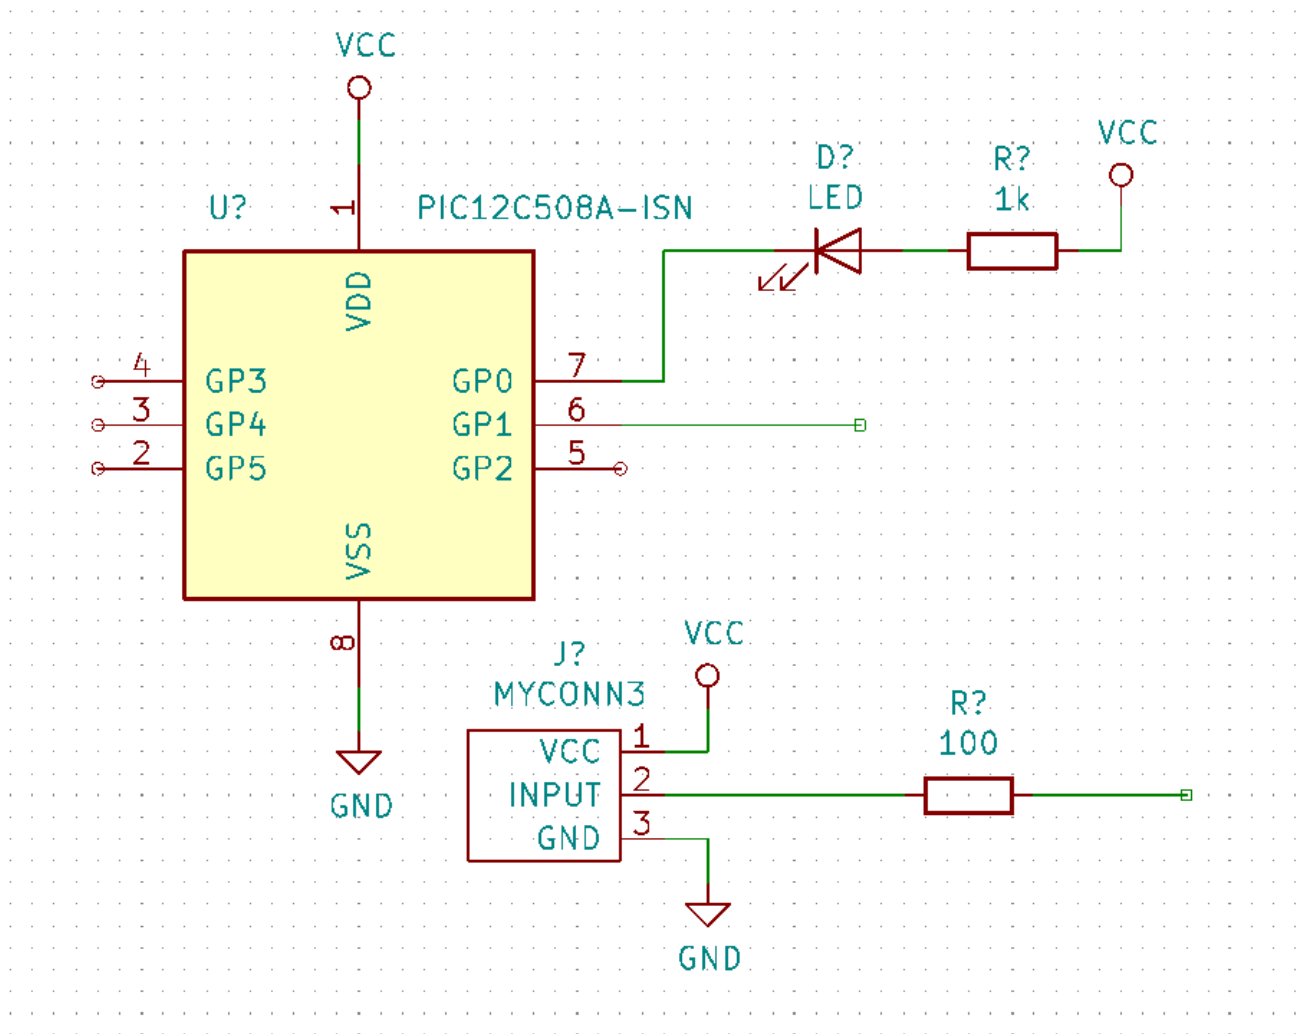 VCC
VCC
D?
R?
LED
1k
U?
1
PIC12C508A-ISN
VDD
4
7
GP3
GP0
3
6
GP4
GP1
2
5
GP5
GP2
VSS
8
VCC
J?
MYCONN3
R?
1
100
VCC
2
INPUT
3
GND
GND
GND